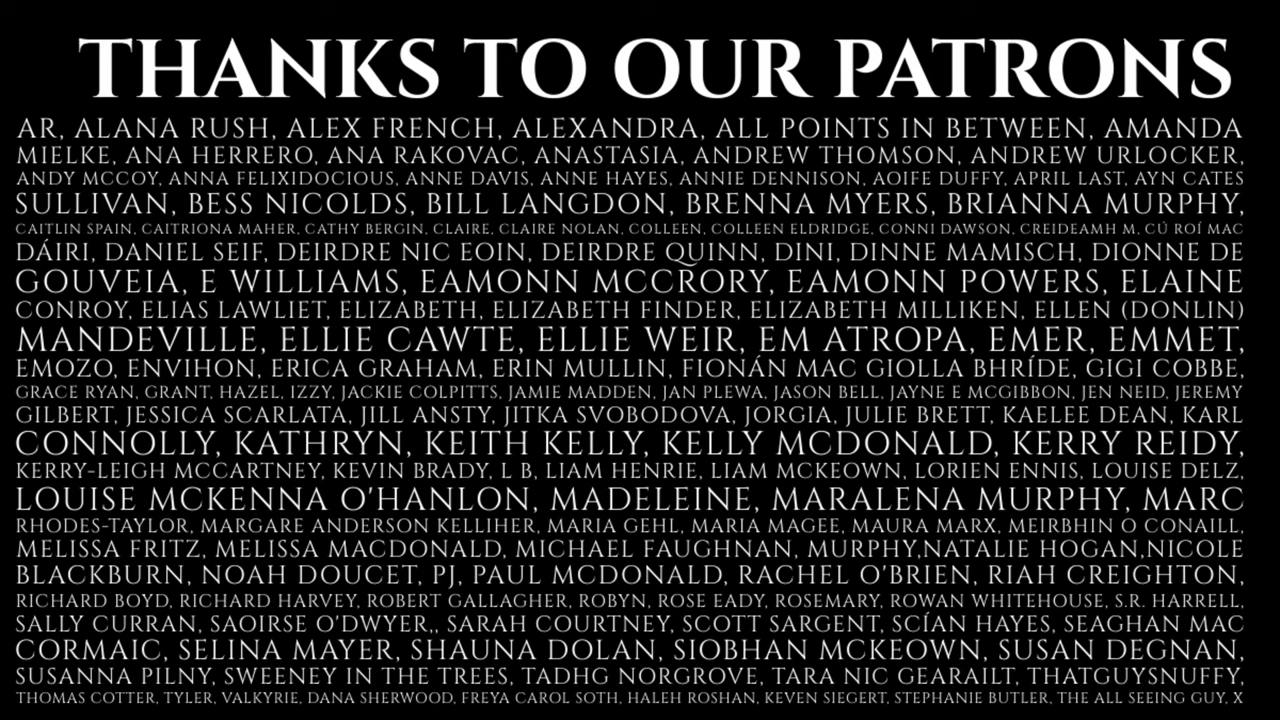 THANKS TO OUR PATRONS
AR, ALANA RUSH, ALEX FRENCH, ALEXANDRA, ALL POINTS IN BETWEEN, AMANDA
MIELKE, ANA HERRERO, ANA RAKOVAC, ANASTASIA, ANDREW THOMSON, ANDREW URLOCKER,
ANDY MCCOY, ANNA FELIXIDOCIOUS, ANNE DAVIS, ANNE HAYES, ANNIE DENNISON, AOIFE DUFFY, APRIL LAST, AYN CATES
SULLIVAN, BESS NICOLDS, BILL LANGDON, BRENNA MYERS, BRIANNA MURPHY,
CAITLIN SPAIN, CAITRIONA MAHER, CATHY BERGIN, CLAIRE, CLAIRE NOLAN, COLLEEN, COLLEEN ELDRIDGE, CONNI DAWSON, CREIDEAMH M, CÚ ROÍ MAC
DÁIRI, DANIEL SEIF, DEIRDRE NIC EOIN, DEIRDRE QUINN, DINI, DINNE MAMISCH, DIONNE DE
GOUVEIA, E WILLIAMS, EAMONN MCCRORY, EAMONN POWERS, ELAINE
CONROY, ELIAS LAWLIET, ELIZABETH, ELIZABETH FINDER, ELIZABETH MILLIKEN, ELLEN (DONLIN)
MANDEVILLE, ELLIE CAWTE, ELLIE WEIR, EM ATROPA, EMER, EMMET,
EMOZO, ENVIHON, ERICA GRAHAM, ERIN MULLIN, FIONÁN MAC GIOLLA BHRÍDE, GIGI COBBE,
GRACE RYAN, GRANT, HAZEL, IZZY, JACKIE COLPITTS, JAMIE MADDEN, JAN PLEWA, JASON BELL, JAYNE E MCGIBBON, JEN NEID, JEREMY
GILBERT, JESSICA SCARLATA, JILL ANSTY, JITKA SVOBODOVA, JORGIA, JULIE BRETT, KAELEE DEAN, KARL
CONNOLLY, KATHRYN, KEITH KELLY, KELLY MCDONALD, KERRY REIDY,
KERRY-LEIGH MCCARTNEY, KEVIN BRADY, L B, LIAM HENRIE, LIAM MCKEOWN, LORIEN ENNIS, LOUISE DELZ,
LOUISE MCKENNA O'HANLON, MADELEINE, MARALENA MURPHY, MARC
RHODES-TAYLOR, MARGARE ANDERSON KELLIHER, MARIA GEHL, MARIA MAGEE, MAURA MARX, MEIRBHIN O CONAILL,
MELISSA FRITZ, MELISSA MACDONALD, MICHAEL FAUGHNAN, MURPHY,NATALIE HOGAN,NICOLE
BLACKBURN, NOAH DOUCET, PJ, PAUL MCDONALD, RACHEL O'BRIEN, RIAH CREIGHTON,
RICHARD BOYD, RICHARD HARVEY, ROBERT GALLAGHER, ROBYN, ROSE EADY, ROSEMARY, ROWAN WHITEHOUSE, S.R. HARRELL,
SALLY CURRAN, SAOIRSE O'DWYER,, SARAH COURTNEY, SCOTT SARGENT, SCÍAN HAYES, SEAGHAN MAC
CORMAIC, SELINA MAYER, SHAUNA DOLAN, SIOBHAN MCKEOWN, SUSAN DEGNAN,
SUSANNA PILNY, SWEENEY IN THE TREES, TADHG NORGROVE, TARA NIC GEARAILT, THATGUYSNUFFY,
THOMAS COTTER, TYLER, VALKYRIE, DANA SHERWOOD, FREYA CAROL SOTH, HALEH ROSHAN, KEVEN SIEGERT, STEPHANIE BUTLER, THE ALL SEEING GUY, X